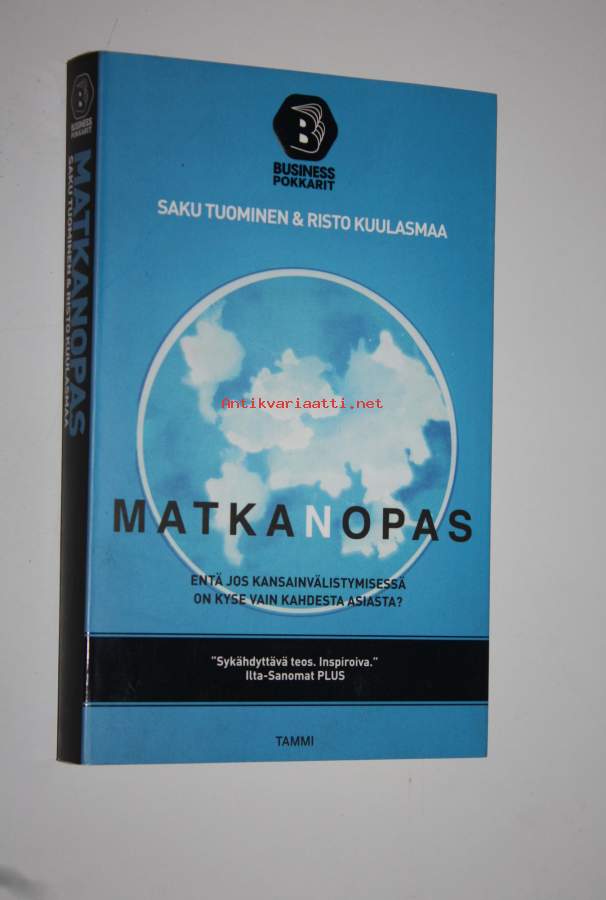 BUSINESS
POKKARIT
MATKANOPAS
SAKU TUOMINEN & RISTO KUULASMAA
B
BUSINESS
POKKARIT
SAKU TUOMINEN & RISTO KUULASMAA
Antikvariaatti.net
MATKANOPAS
ENTÄ JOS KANSAINVÄLISTYMISESSÄ
ON KYSE VAIN KAHDESTA ASIASTA?
"Sykähdyttävä teos. Inspiroiva."
Ilta-Sanomat PLUS
TAMMI